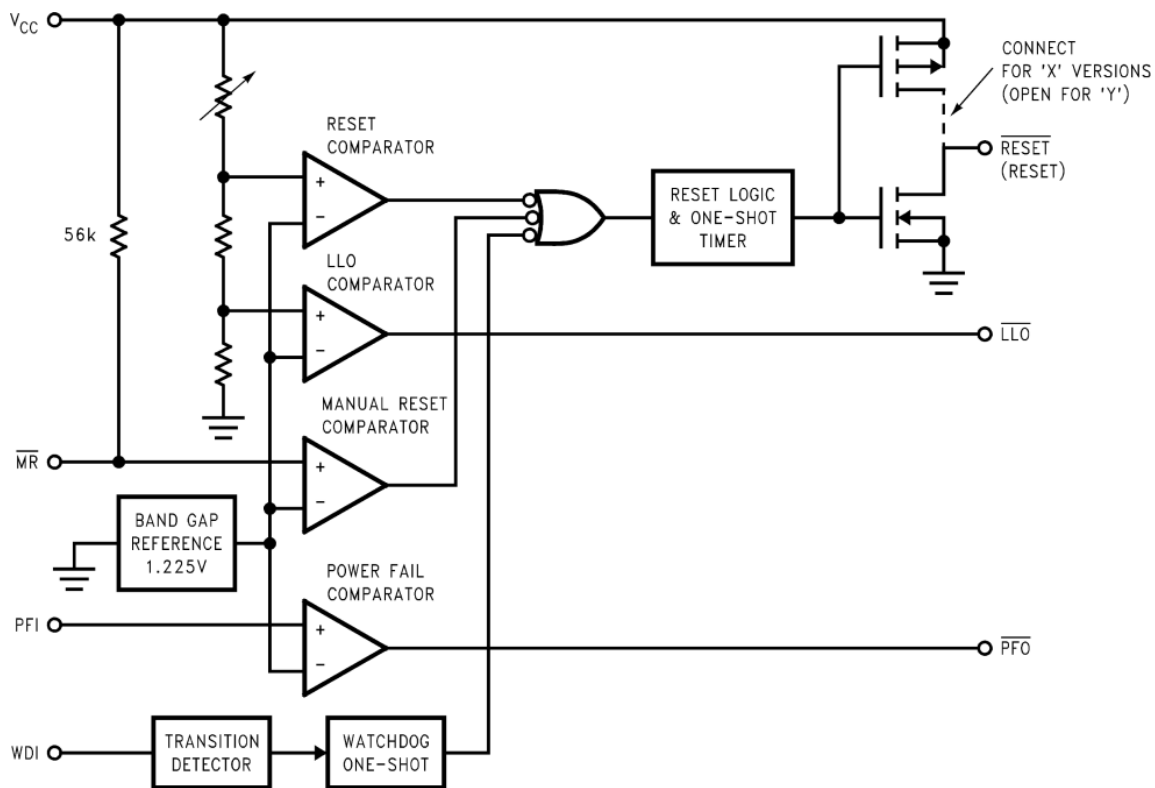 VCC
CONNECT
FOR 'X' VERSIONS
(OPEN FOR 'Y')
RESET
COMPARATOR
+
−
RESET
(RESET)
RESET LOGIC
& ONE-SHOT
TIMER
56k
LLO
COMPARATOR
+
−
LLO
MANUAL RESET
COMPARATOR
MR
+
−
BAND GAP
REFERENCE
1.225V
POWER FAIL
COMPARATOR
PFI
+
−
PFO
WDI
TRANSITION
DETECTOR
WATCHDOG
ONE-SHOT